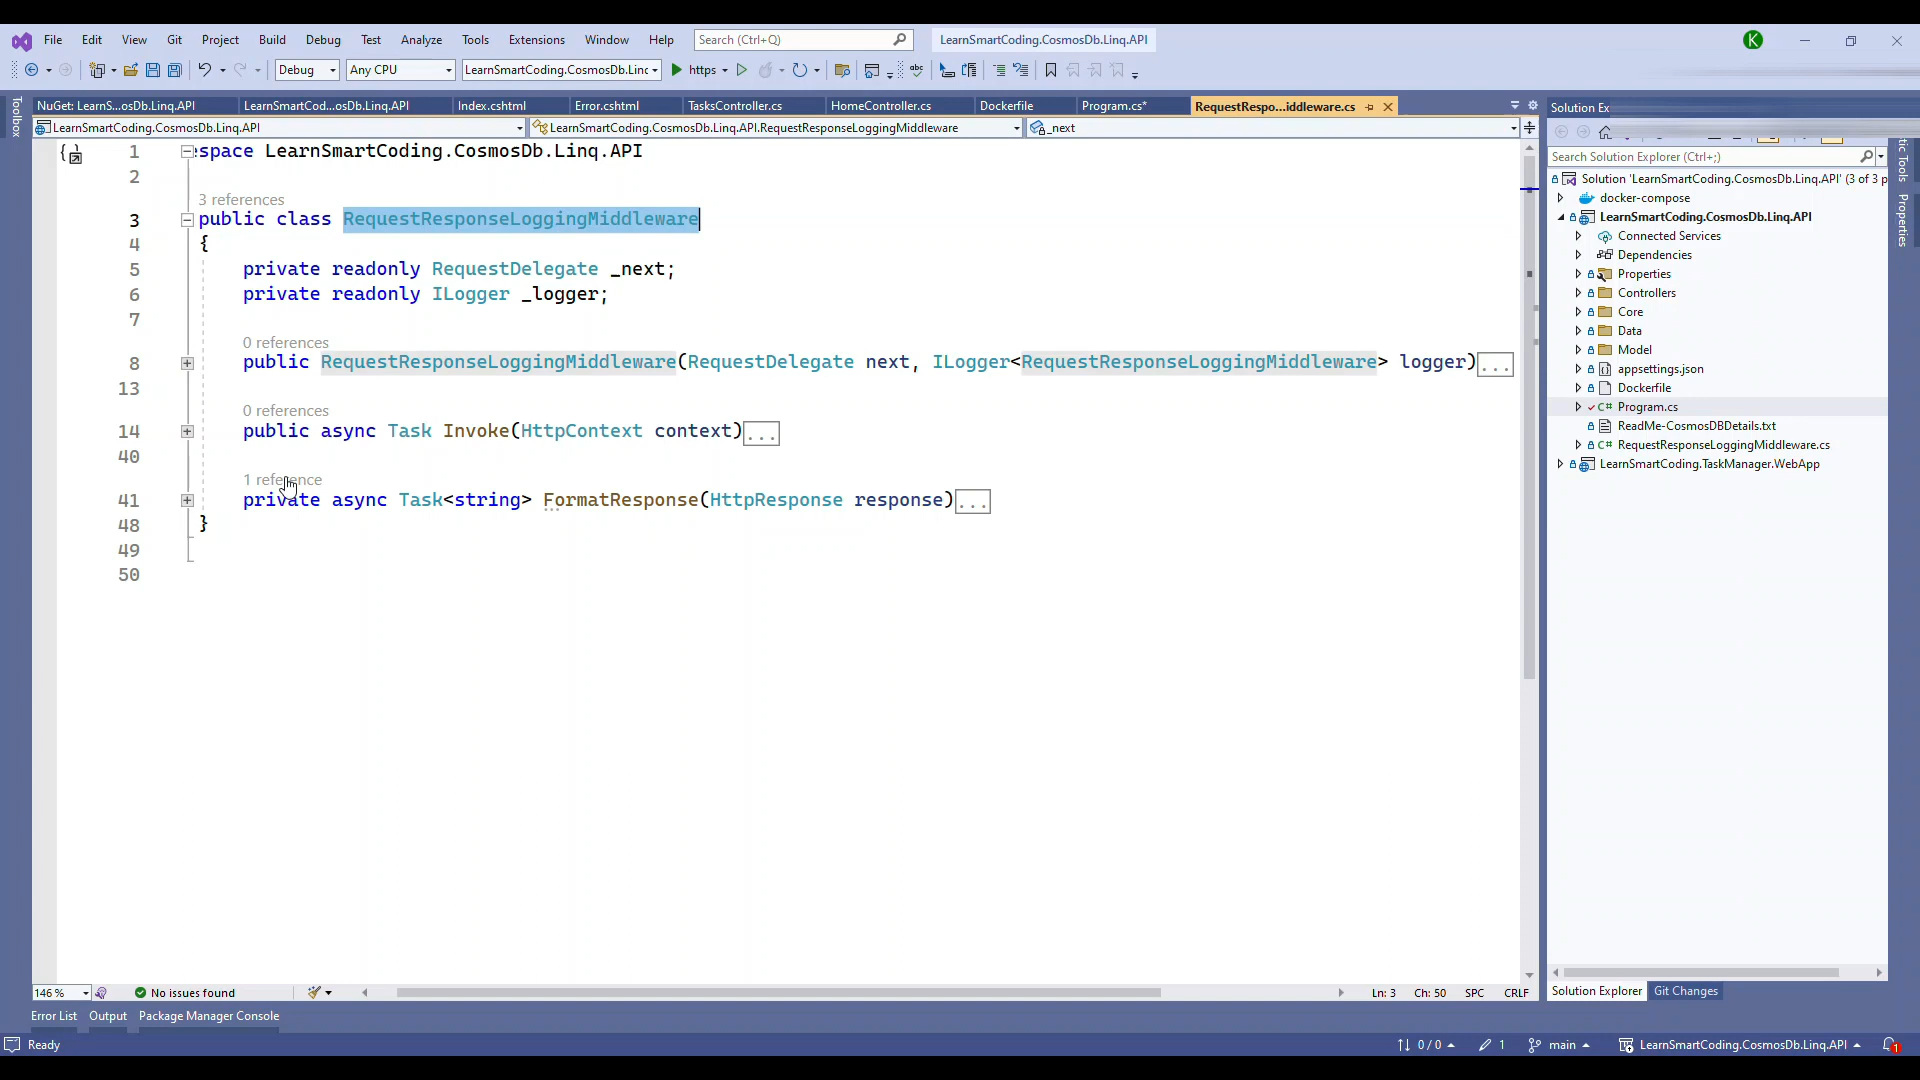 File Edit View Git Project Build Debug Test Analyze Tools Extensions Window Help Search (Ctrl+Q) LearnSmartCoding.CosmosDb.Linq.API K
Debug Any CPU LearnSmartCoding.CosmosDb.Linc https
Toolbox
NuGet: LearnS...osDb.Linq.API LearnSmartCod...osDb.Linq.API Index.cshtml Error.cshtml TasksController.cs HomeController.cs Dockerfile Program.cs* RequestRespo...iddleware.cs
LearnSmartCoding.CosmosDb.Linq.API LearnSmartCoding.CosmosDb.Linq.API.RequestResponseLoggingMiddleware _next
1 space LearnSmartCoding.CosmosDb.Linq.API
2
3 references
3 public class RequestResponseLoggingMiddleware
4 {
5 private readonly RequestDelegate _next;
6 private readonly ILogger _logger;
7
0 references
8 public RequestResponseLoggingMiddleware(RequestDelegate next, ILogger<RequestResponseLoggingMiddleware> logger)...
13
0 references
14 public async Task Invoke(HttpContext context)...
40
1 reference
41 private async Task<string> FormatResponse(HttpResponse response)...
48 }
49
50
146 % No issues found Ln: 3 Ch: 50 SPC CRLF
Solution Ex
Search Solution Explorer (Ctrl+;)
Solution 'LearnSmartCoding.CosmosDb.Linq.API' (3 of 3 p
docker-compose
LearnSmartCoding.CosmosDb.Linq.API
Connected Services
Dependencies
Properties
Controllers
Core
Data
Model
appsettings.json
Dockerfile
Program.cs
ReadMe-CosmosDBDetails.txt
RequestResponseLoggingMiddleware.cs
LearnSmartCoding.TaskManager.WebApp
Solution Explorer Git Changes
tic Tools
Properties
Error List Output Package Manager Console
Ready 0 / 0 1 main LearnSmartCoding.CosmosDb.Linq.API 1